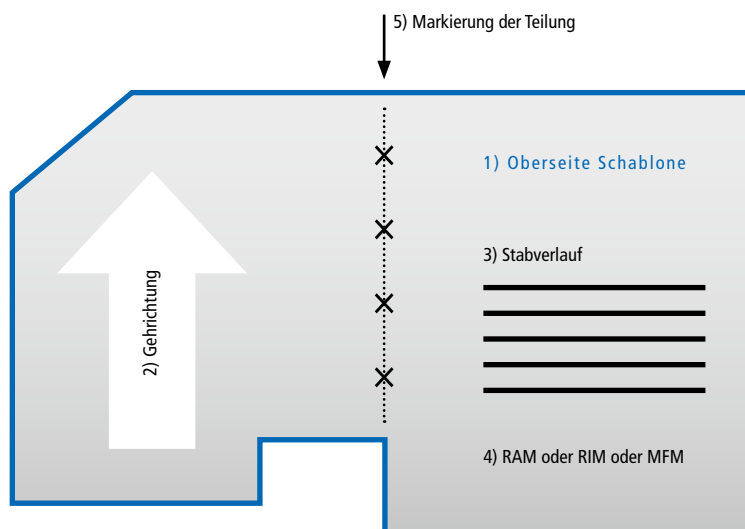 5) Markierung der Teilung
1) Oberseite Schablone
2) Gehrichtung
3) Stabverlauf
4) RAM oder RIM oder MFM